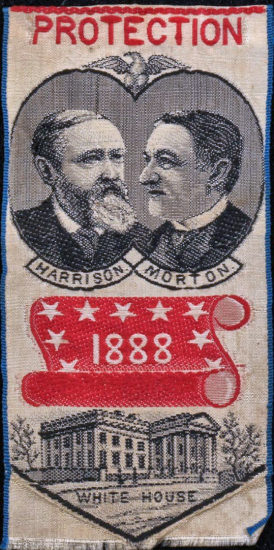 PROTECTION
HARRISON MORTON
1888
WHITE HOUSE